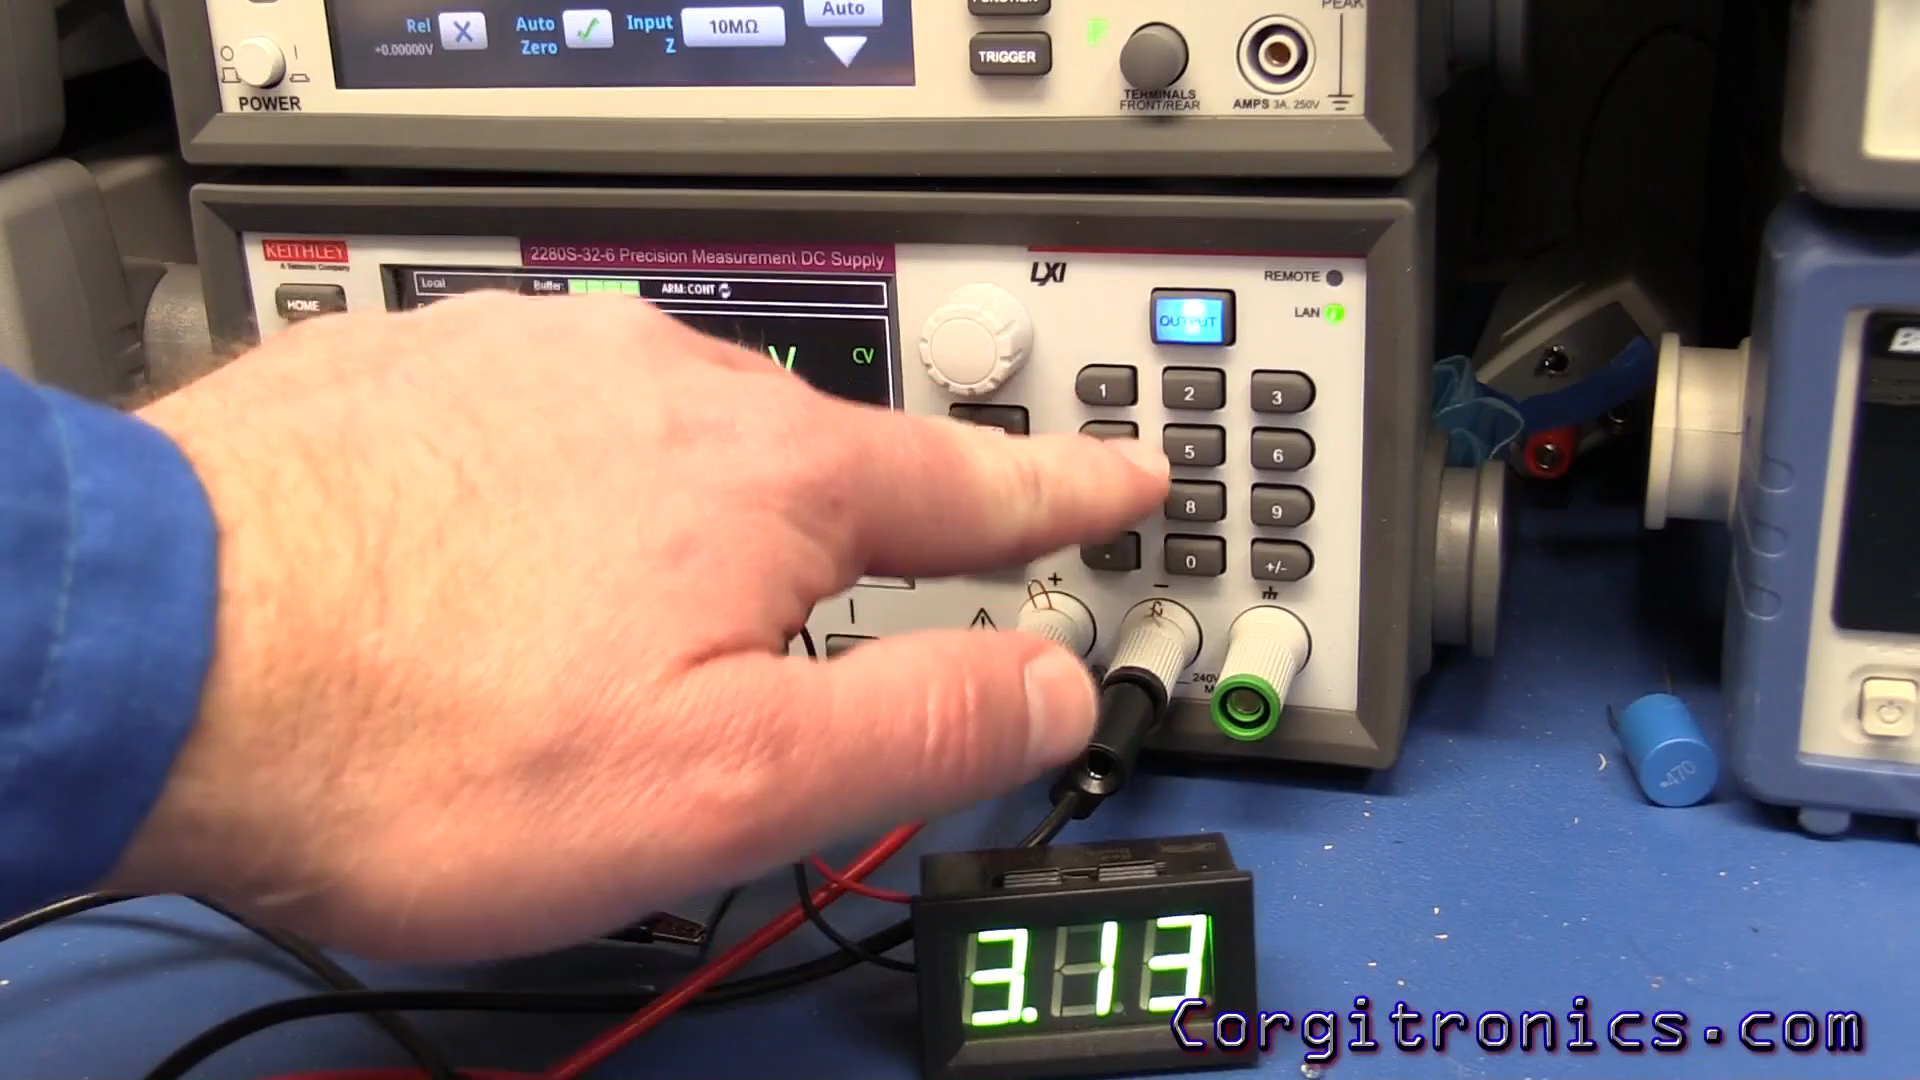 Rel
+0.00000V
Auto
Zero
Input
Z
10MΩ
Auto
TRIGGER
POWER
TERMINALS
FRONT/REAR
AMPS 3A, 250V
PEAK
KEITHLEY
A Tektronix Company
2280S-32-6 Precision Measurement DC Supply
LXI
REMOTE
LAN
HOME
Local
Buffer:
ARM:CONT
V
CV
OUTPUT
1
2
3
5
6
8
9
.
0
+/-
+
−
240V
470
3.13
Corgitronics.com